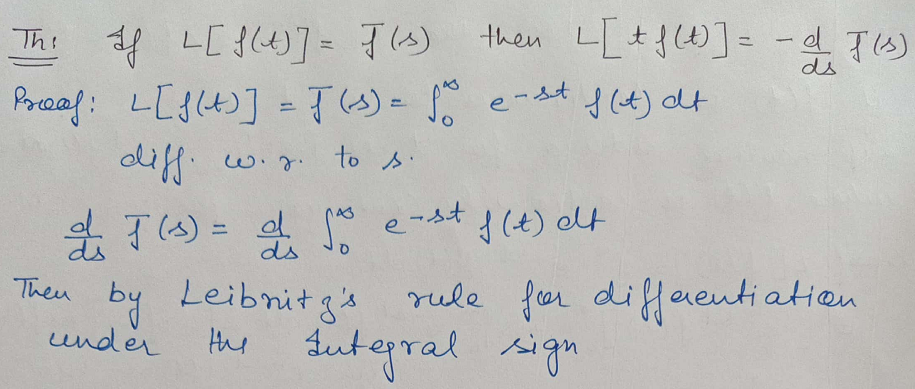 Th: If L[f(t)] = f̄(s) then L[t f(t)] = -d/ds f̄(s)
Proof: L[f(t)] = f̄(s) = ∫₀^∞ e^-st f(t) dt
diff. w.r. to s.
d/ds f̄(s) = d/ds ∫₀^∞ e^-st f(t) dt
Then by Leibnitz's rule for differentiation
under the Integral sign